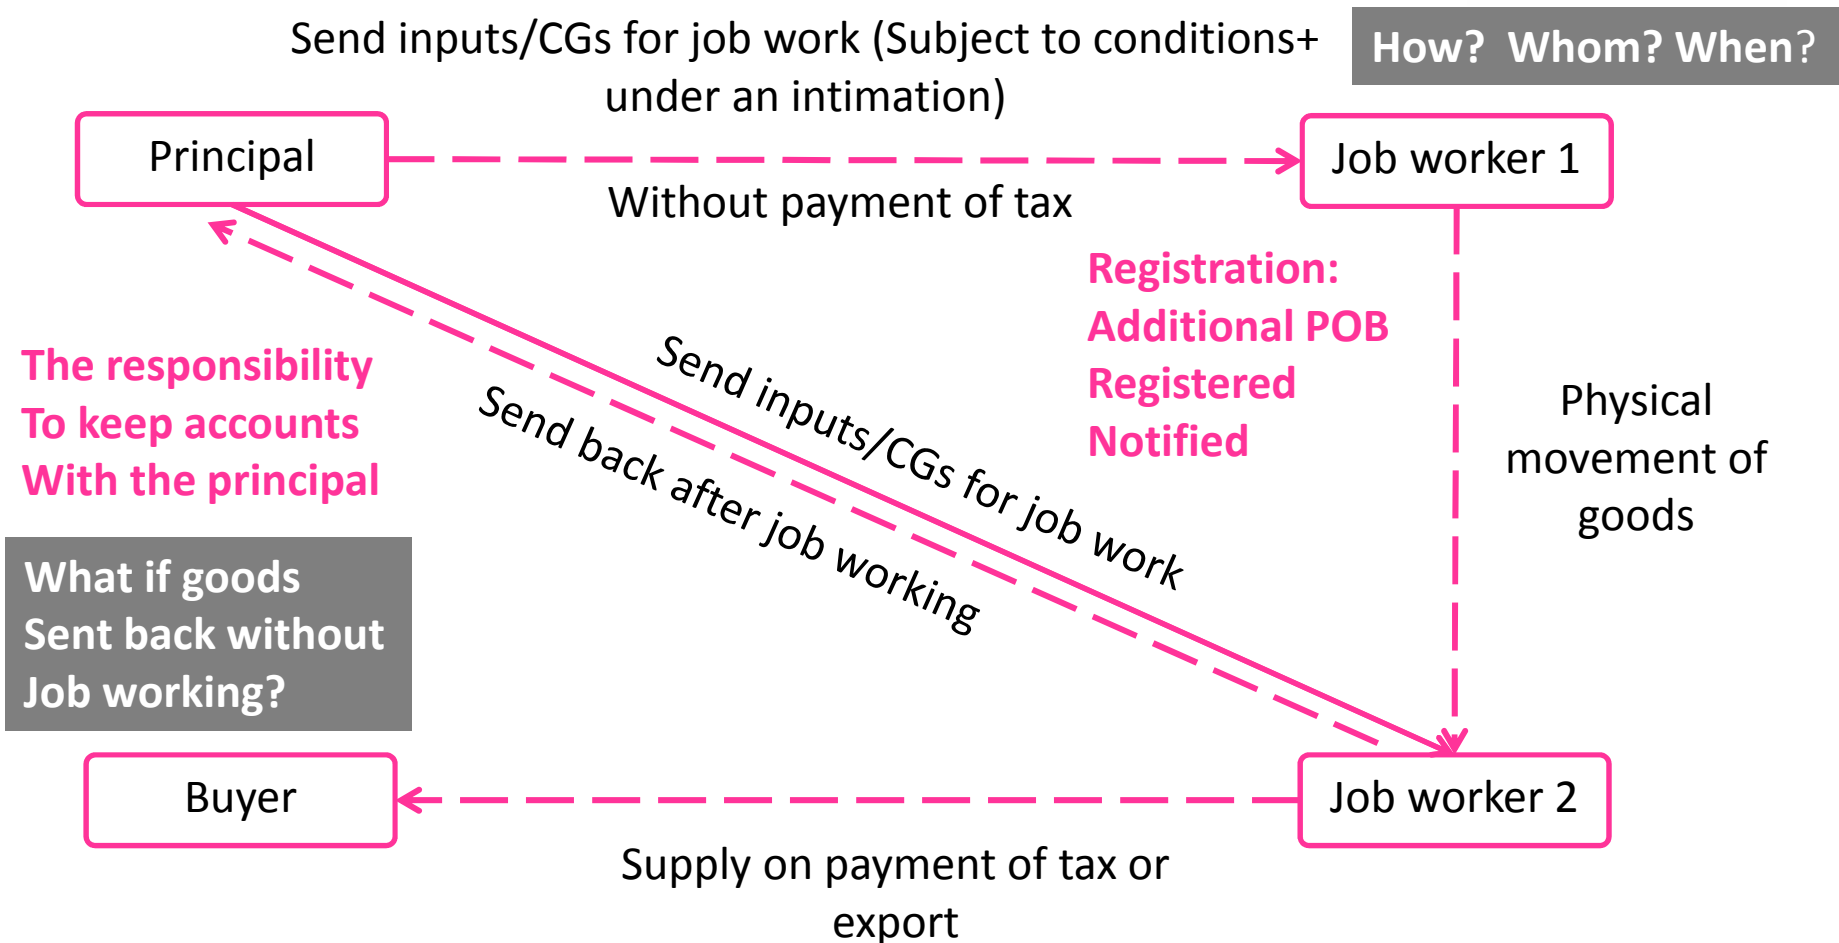 Send inputs/CGs for job work (Subject to conditions+
under an intimation)
How? Whom? When?
Principal
Job worker 1
Without payment of tax
Registration:
Additional POB
Registered
Notified
The responsibility
To keep accounts
With the principal
Send inputs/CGs for job work
Send back after job working
Physical
movement of
goods
What if goods
Sent back without
Job working?
Buyer
Job worker 2
Supply on payment of tax or
export